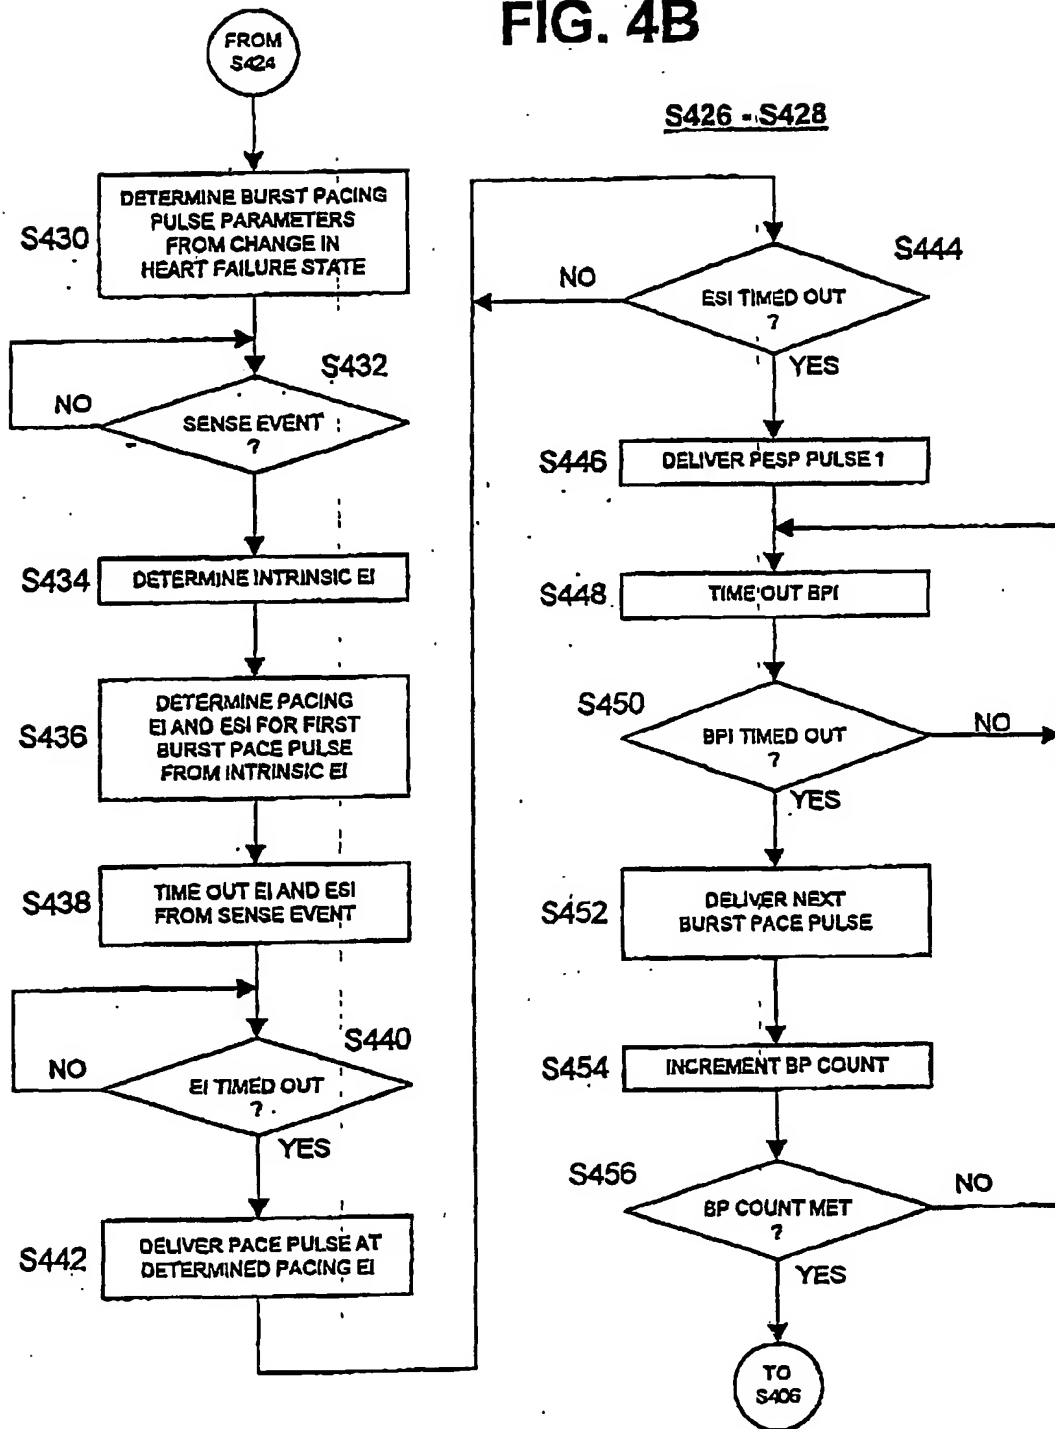 FIG. 4B
FROM
S424
S426 - S428
S430
DETERMINE BURST PACING
PULSE PARAMETERS
FROM CHANGE IN
HEART FAILURE STATE
S432
NO
SENSE EVENT
?
S434
DETERMINE INTRINSIC EI
S436
DETERMINE PACING
EI AND ESI FOR FIRST
BURST PACE PULSE
FROM INTRINSIC EI
S438
TIME OUT EI AND ESI
FROM SENSE EVENT
S440
NO
EI TIMED OUT
?
YES
S442
DELIVER PACE PULSE AT
DETERMINED PACING EI
S444
NO
ESI TIMED OUT
?
YES
S446
DELIVER PESP PULSE 1
S448
TIME OUT BPI
S450
BPI TIMED OUT
?
NO
YES
S452
DELIVER NEXT
BURST PACE PULSE
S454
INCREMENT BP COUNT
S456
BP COUNT MET
?
NO
YES
TO
S406